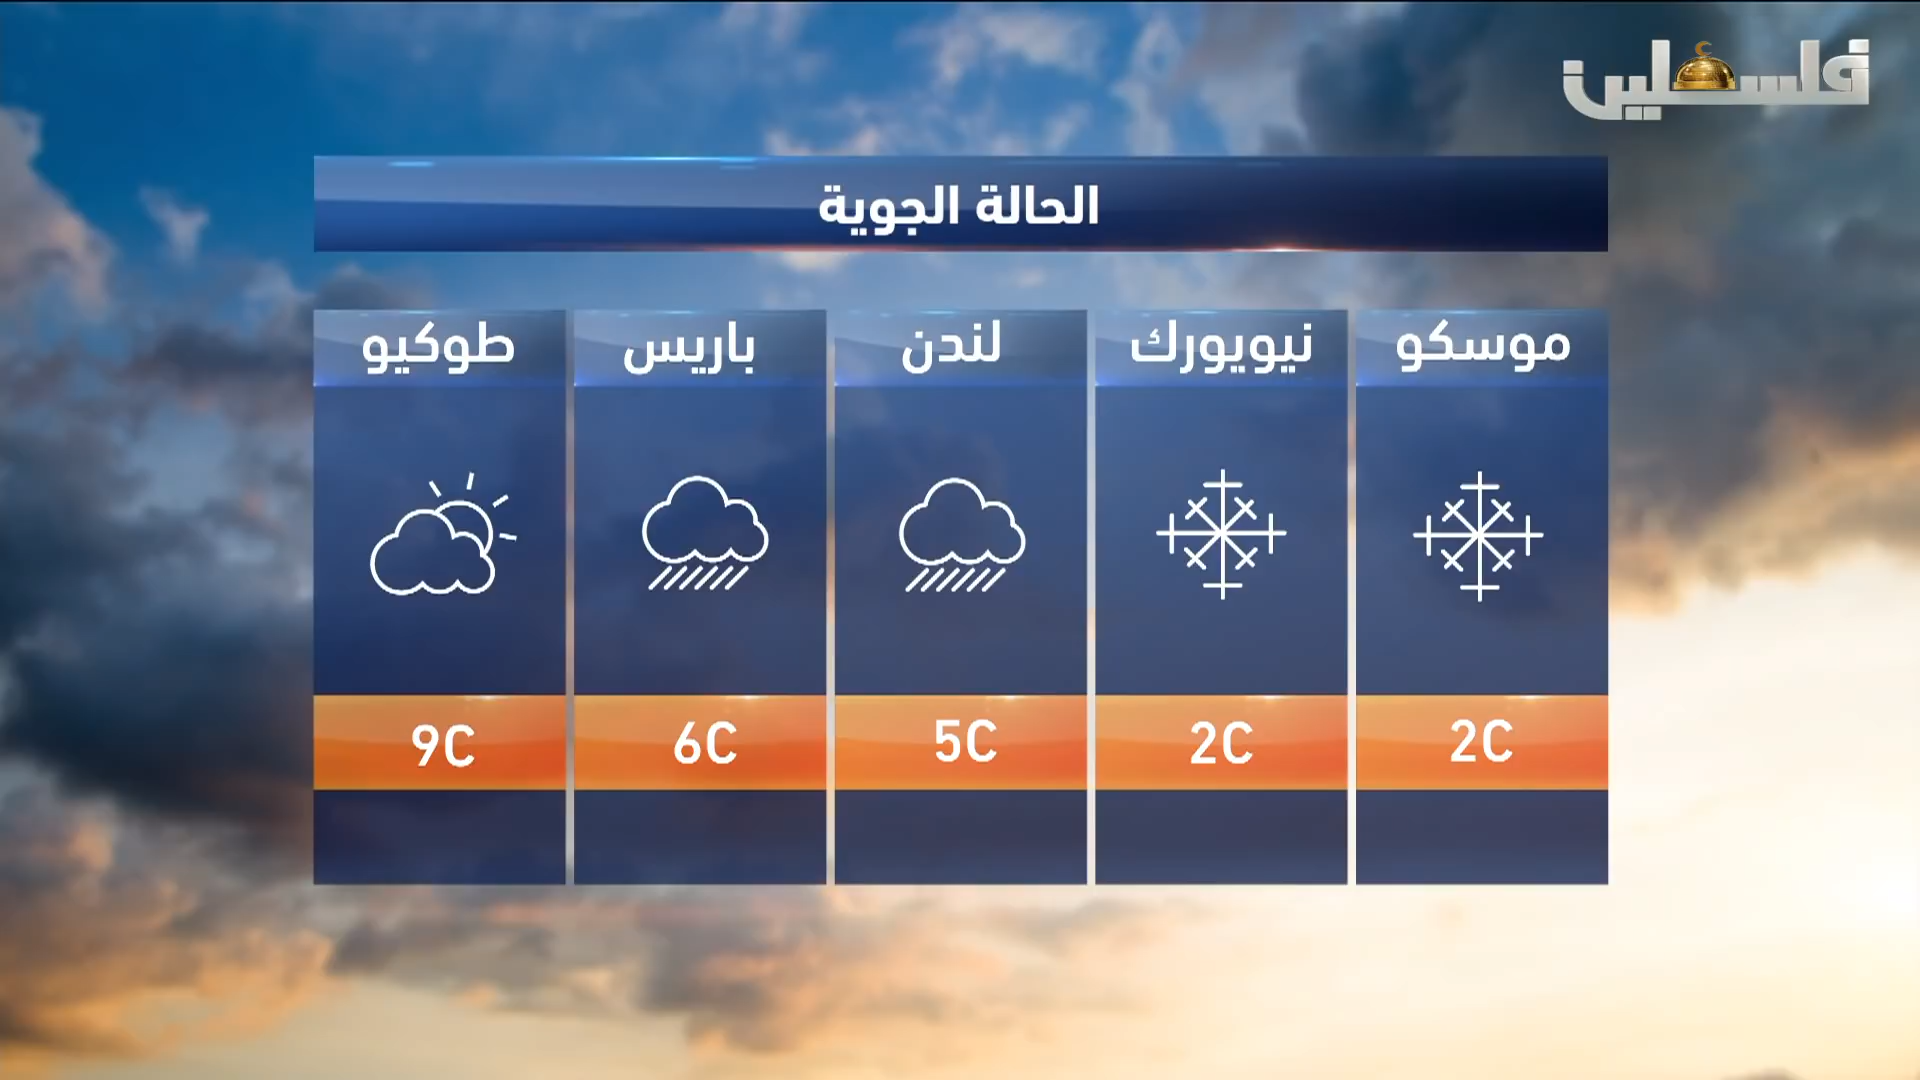 فلسطين
الحالة الجوية
موسكو
نيويورك
لندن
باريس
طوكيو
2C
2C
5C
6C
9C